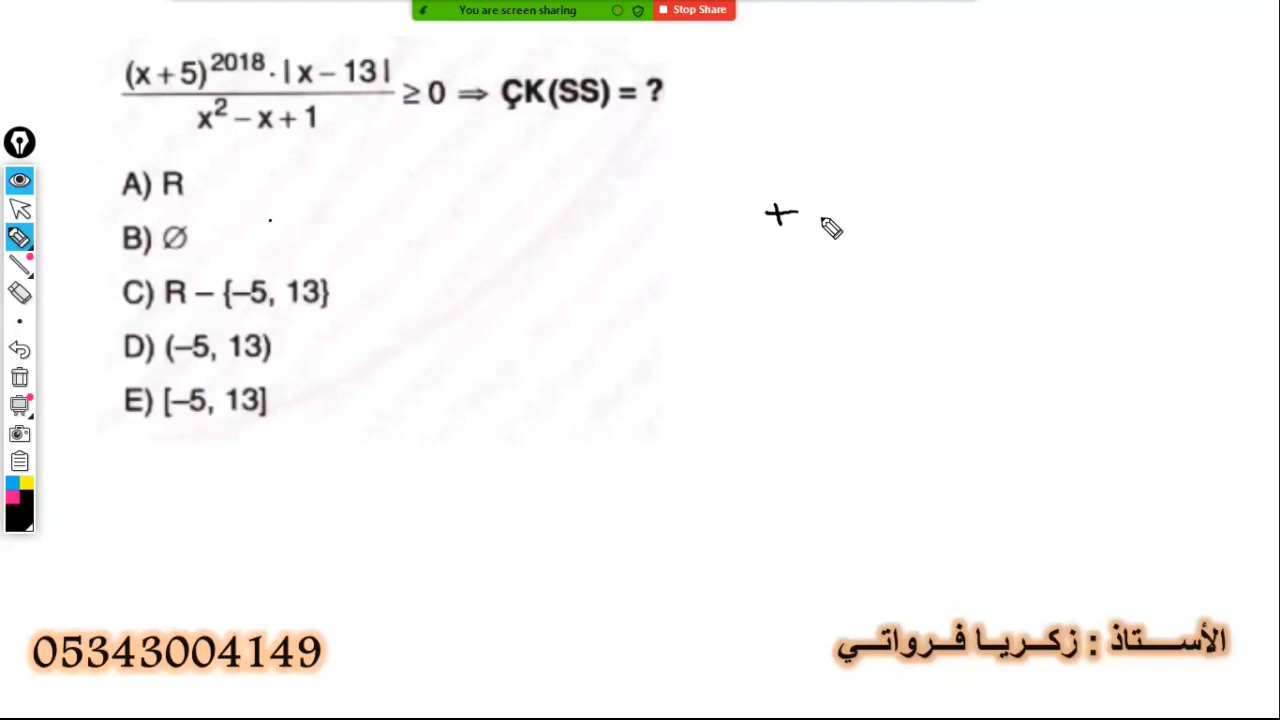 You are screen sharing Stop Share
(x + 5)^2018 · | x – 13 | / x^2 – x + 1 ≥ 0 ⇒ ÇK(SS) = ?
A) R
B) Ø
C) R – {–5, 13}
D) (–5, 13)
E) [–5, 13]
+
05343004149
الأستاذ : زكريا فرواتي